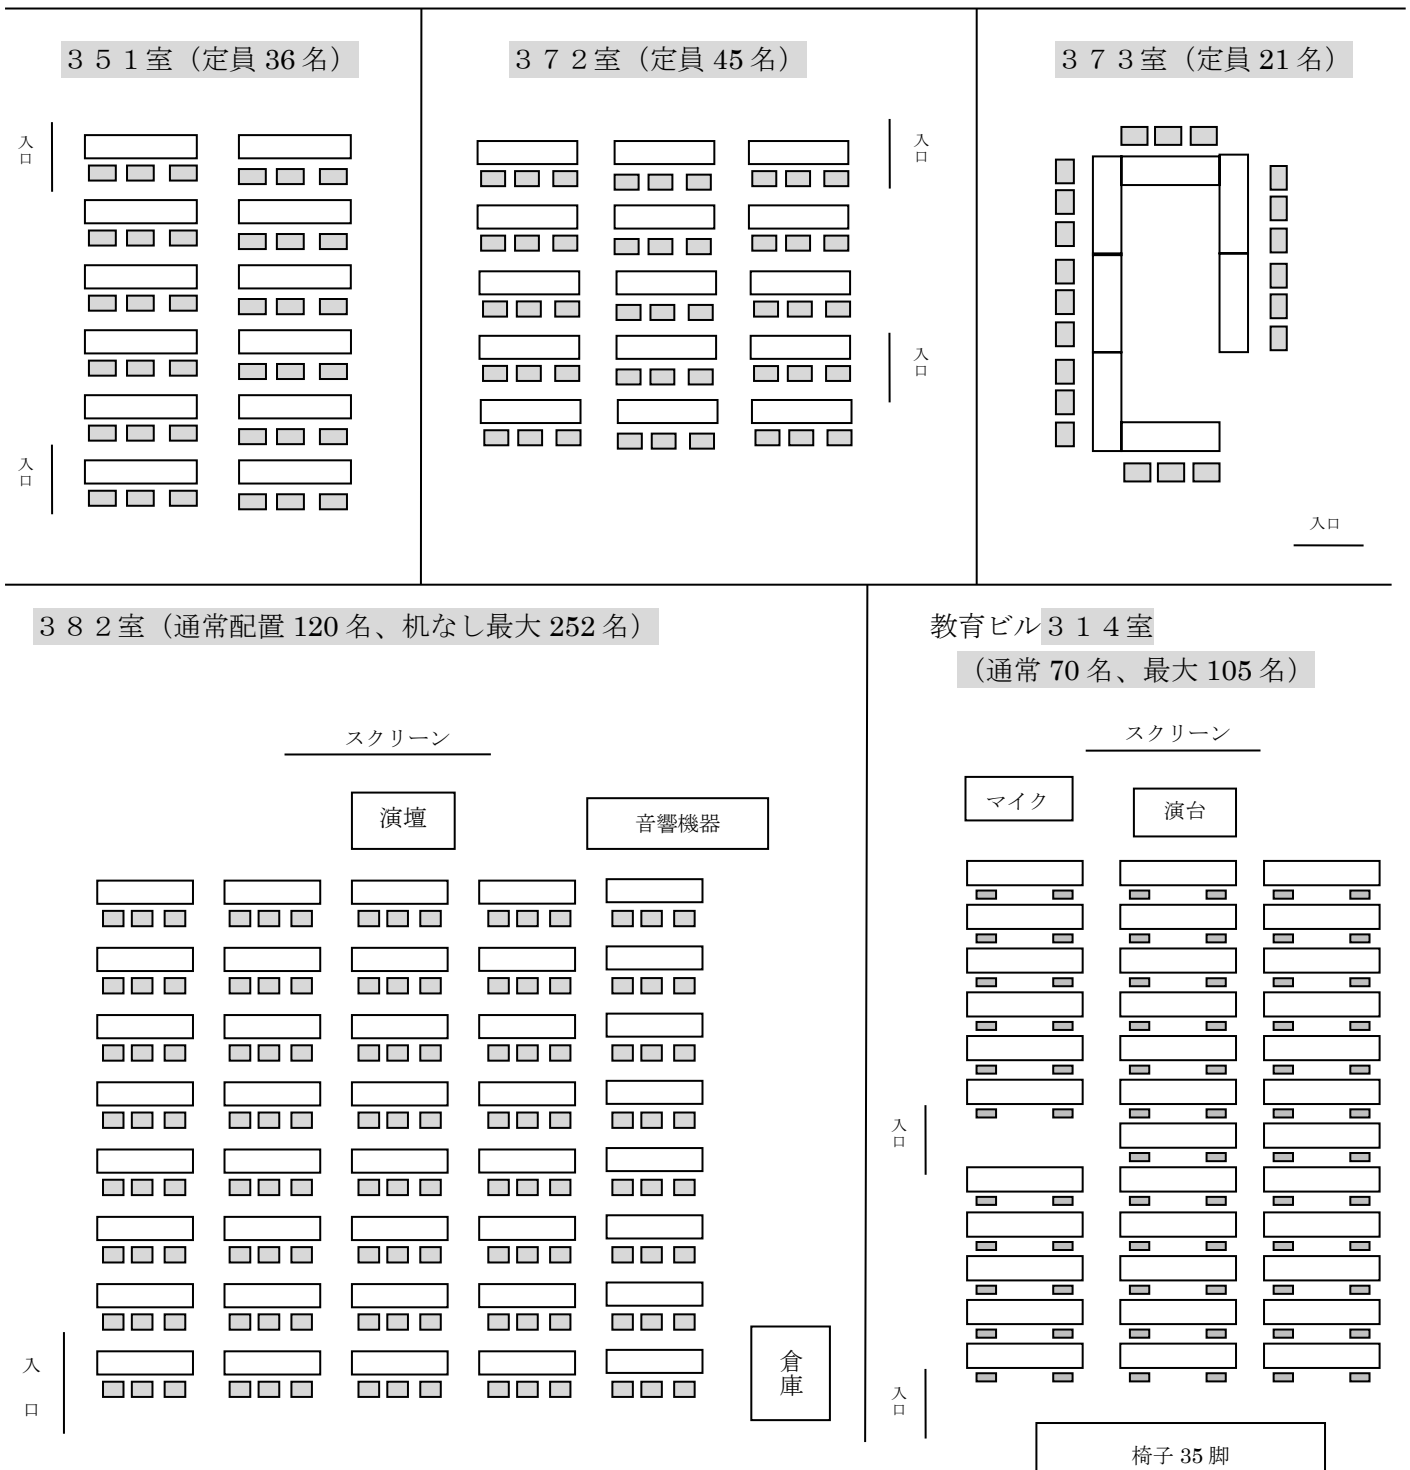 ３５１室（定員 36 名）
入口
入口
３７２室（定員 45 名）
入口
入口
３７３室（定員 21 名）
入口
３８２室（通常配置 120 名、机なし最大 252 名）
スクリーン
演壇
音響機器
入口
倉庫
教育ビル３１４室
（通常 70 名、最大 105 名）
スクリーン
マイク
演台
入口
入口
椅子 35 脚